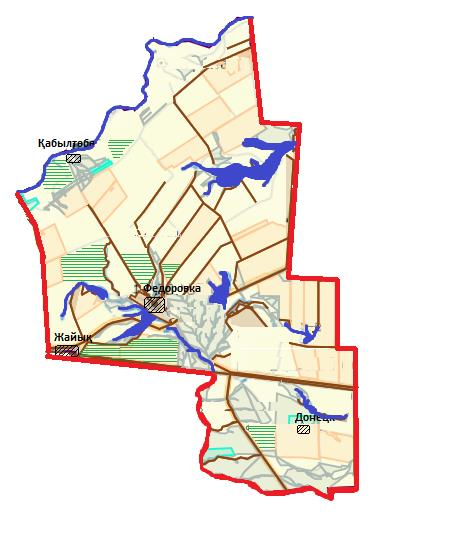 Қабылтөбе
Федоровка
Жайық
Донецк